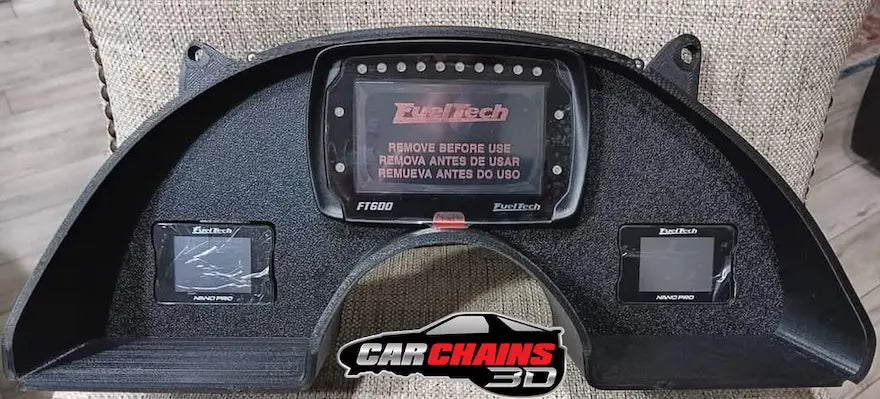 FUELTECH
REMOVE BEFORE USE
REMOVA ANTES DE USAR
REMUEVA ANTES DO USO
FT600
FUELTECH
FUELTECH
NANO PRO
FUELTECH
NANO PRO
CAR CHAINS
3D